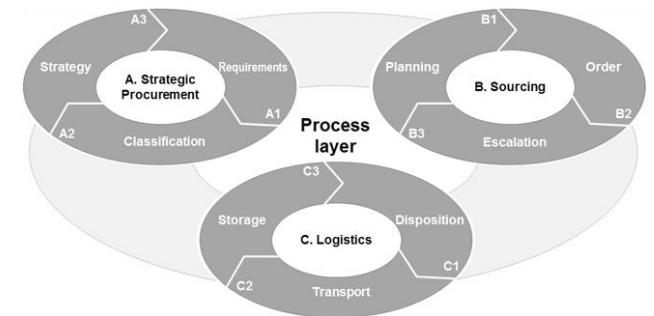 A3
Strategy
Requirements
A. Strategic
Procurement
A1
A2
Classification
B1
Planning
Order
B. Sourcing
B2
B3
Escalation
Process
layer
C3
Storage
Disposition
C. Logistics
C1
C2
Transport